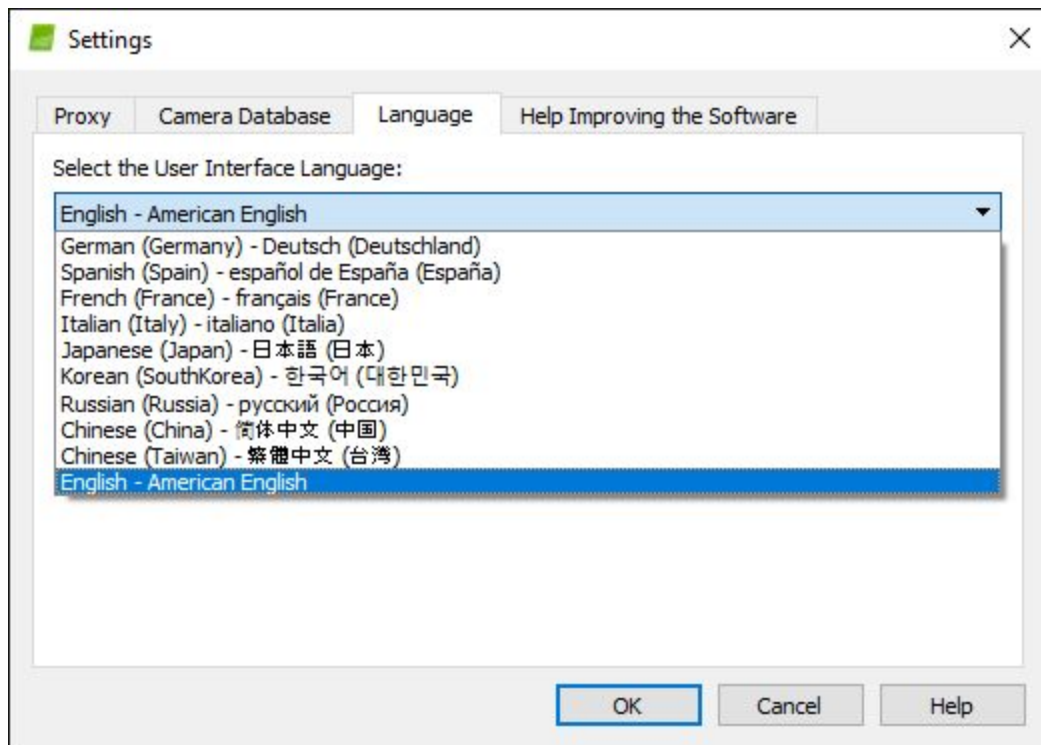 Settings
Proxy Camera Database Language Help Improving the Software
Select the User Interface Language:
English - American English
German (Germany) - Deutsch (Deutschland)
Spanish (Spain) - español de España (España)
French (France) - français (France)
Italian (Italy) - italiano (Italia)
Japanese (Japan) - 日本語 (日本)
Korean (SouthKorea) - 한국어 (대한민국)
Russian (Russia) - русский (Россия)
Chinese (China) - 简体中文 (中国)
Chinese (Taiwan) - 繁體中文 (台湾)
English - American English
OK Cancel Help